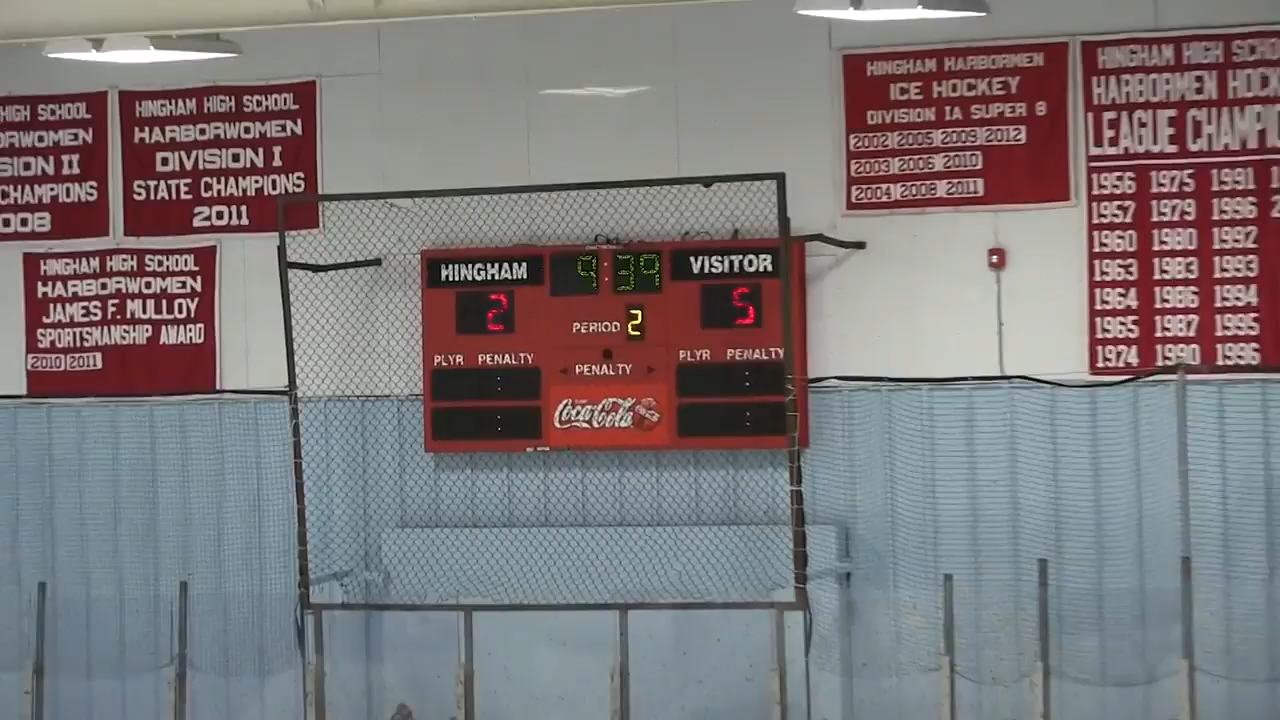 HIGH SCHOOL
SION II
CHAMPIONS
HINGHAM HIGH SCHOOL
HARBORWOMEN
DIVISION I
STATE CHAMPIONS
2011
HINGHAM HIGH SCHOOL
HARBORWOMEN
JAMES F. MULLOY
SPORTSMANSHIP AWARD
2010 2011
HINGHAM 9:39 VISITOR
2 5
PERIOD 2
PLYR PENALTY PLYR PENALTY
PENALTY
Coca-Cola
HINGHAM HARBORMEN
ICE HOCKEY
DIVISION IA SUPER 8
2002 2005 2009 2012
2003 2006 2010
2004 2008 2011
HINGHAM HIGH SCHO
HARBORMEN HOCK
LEAGUE CHAMPIO
1956 1975 1991
1957 1979 1996
1960 1980 1992
1963 1983 1993
1964 1986 1994
1965 1987 1995
1974 1990 1996